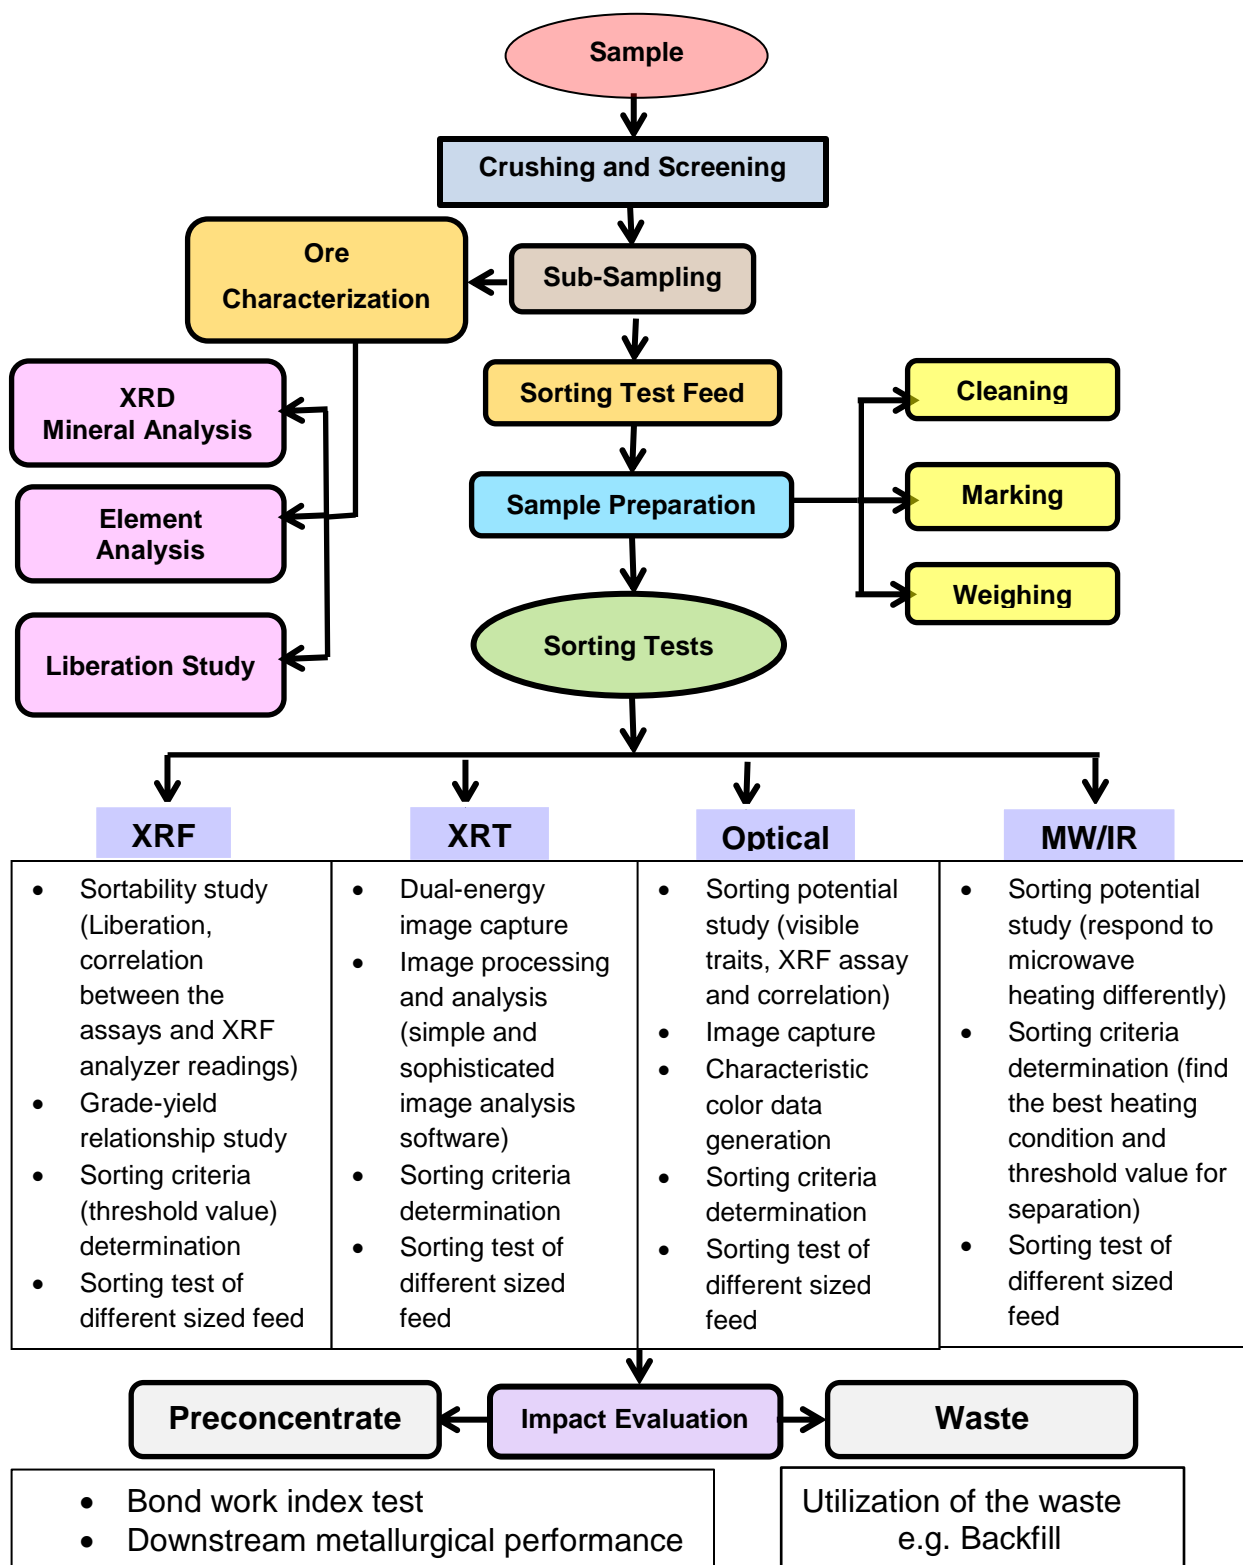 Sample
Crushing and Screening
Ore
Characterization
Sub-Sampling
XRD
Mineral Analysis
Sorting Test Feed
Cleaning
Element
Analysis
Sample Preparation
Marking
Liberation Study
Sorting Tests
Weighing
XRF
XRT
Optical
MW/IR
• Sortability study
(Liberation,
correlation
between the
assays and XRF
analyzer readings)
• Grade-yield
relationship study
• Sorting criteria
(threshold value)
determination
• Sorting test of
different sized feed
• Dual-energy
image capture
• Image processing
and analysis
(simple and
sophisticated
image analysis
software)
• Sorting criteria
determination
• Sorting test of
different sized
feed
• Sorting potential
study (visible
traits, XRF assay
and correlation)
• Image capture
• Characteristic
color data
generation
• Sorting criteria
determination
• Sorting test of
different sized
feed
• Sorting potential
study (respond to
microwave
heating differently)
• Sorting criteria
determination (find
the best heating
condition and
threshold value for
separation)
• Sorting test of
different sized
feed
Preconcentrate
Impact Evaluation
Waste
• Bond work index test
• Downstream metallurgical performance
Utilization of the waste
e.g. Backfill